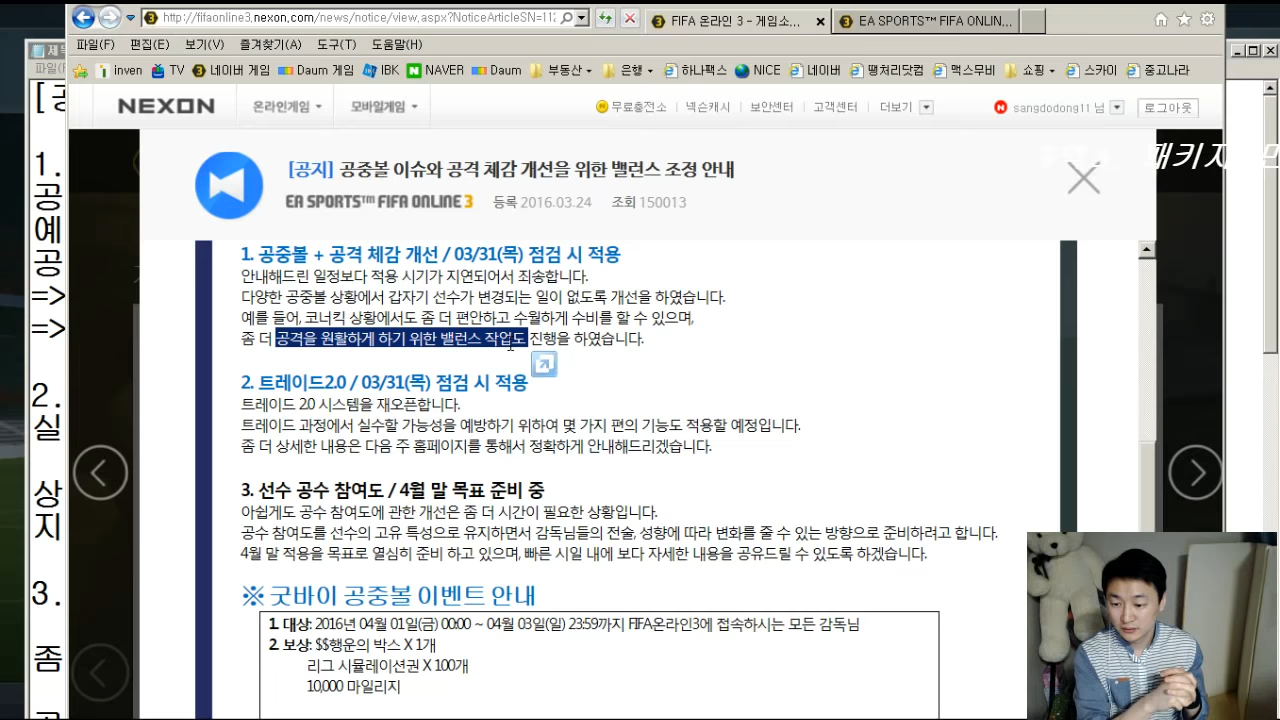 http://fifaonline3.nexon.com/news/notice/view.aspx?NoticeArticleSN=11
FIFA 온라인 3 - 게임소...
EA SPORTS™ FIFA ONLIN...
파일(F) 편집(E) 보기(V) 즐겨찾기(A) 도구(T) 도움말(H)
inven TV 네이버 게임 Daum 게임 IBK NAVER Daum 부동산 은행 하나팩스 NICE 네이버 땡처리닷컴 맥스무비 쇼핑 스카이 중고나라
NEXON 온라인게임 모바일게임 무료충전소 넥슨캐시 보안센터 고객센터 더보기 sangdodong11 님 로그아웃
패키지
[공지] 공중볼 이슈와 공격 체감 개선을 위한 밸런스 조정 안내
EA SPORTS™ FIFA ONLINE 3 등록 2016.03.24 조회 150013
1. 공중볼 + 공격 체감 개선 / 03/31(목) 점검 시 적용
안내해드린 일정보다 적용 시기가 지연되어서 죄송합니다.
다양한 공중볼 상황에서 갑자기 선수가 변경되는 일이 없도록 개선을 하였습니다.
예를 들어, 코너킥 상황에서도 좀 더 편안하고 수월하게 수비를 할 수 있으며,
좀 더 공격을 원활하게 하기 위한 밸런스 작업도 진행을 하였습니다.
2. 트레이드2.0 / 03/31(목) 점검 시 적용
트레이드 2.0 시스템을 재오픈합니다.
트레이드 과정에서 실수할 가능성을 예방하기 위하여 몇 가지 편의 기능도 적용할 예정입니다.
좀 더 상세한 내용은 다음 주 홈페이지를 통해서 정확하게 안내해드리겠습니다.
3. 선수 공수 참여도 / 4월 말 목표 준비 중
아쉽게도 공수 참여도에 관한 개선은 좀 더 시간이 필요한 상황입니다.
공수 참여도를 선수의 고유 특성으로 유지하면서 감독님들의 전술, 성향에 따라 변화를 줄 수 있는 방향으로 준비하려고 합니다.
4월 말 적용을 목표로 열심히 준비 하고 있으며, 빠른 시일 내에 보다 자세한 내용을 공유드릴 수 있도록 하겠습니다.
※ 굿바이 공중볼 이벤트 안내
1. 대상: 2016년 04월 01일(금) 00:00 ~ 04월 03일(일) 23:59까지 FIFA온라인3에 접속하시는 모든 감독님
2. 보상: $$행운의 박스 X 1개
리그 시뮬레이션권 X 100개
10,000 마일리지
1.
공
예
공
=>
=>
2.
실
상
지
3.
좀